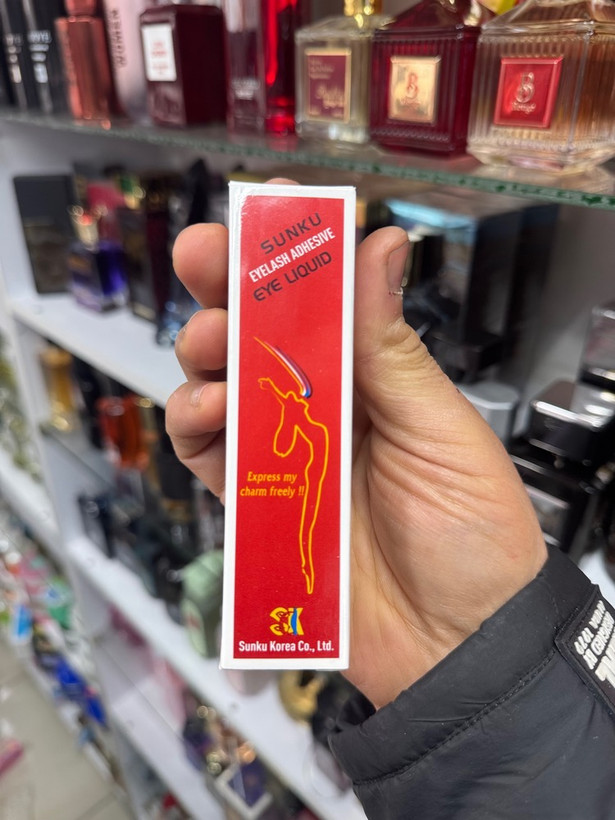 SUNKU
EYELASH ADHESIVE
EYE LIQUID
Express my
charm freely !!
SK
Sunku Korea Co., Ltd.